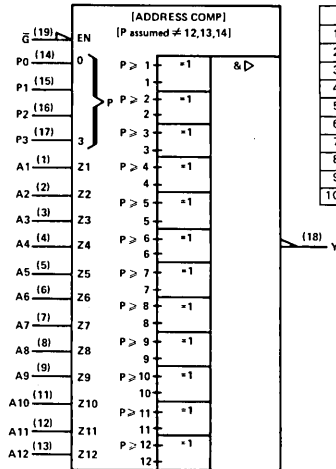 [ADDRESS COMP]
[P assumed ≠ 12,13,14]
G (19) EN
P0 (14) 0
P1 (15)
P2 (16)
P3 (17) 3
P
A1 (1) Z1
A2 (2) Z2
A3 (3) Z3
A4 (4) Z4
A5 (5) Z5
A6 (6) Z6
A7 (7) Z7
A8 (8) Z8
A9 (9) Z9
A10 (11) Z10
A11 (12) Z11
A12 (13) Z12
P ⩾ 1 =1
1
P ⩾ 2 =1
2
P ⩾ 3 =1
3
P ⩾ 4 =1
4
P ⩾ 5 =1
5
P ⩾ 6 =1
6
P ⩾ 7 =1
7
P ⩾ 8 =1
8
P ⩾ 9 =1
9
P ⩾ 10 =1
10
P ⩾ 11 =1
11
P ⩾ 12 =1
12
& ▷
(18) Y
1
2
3
4
5
6
7
8
9
10